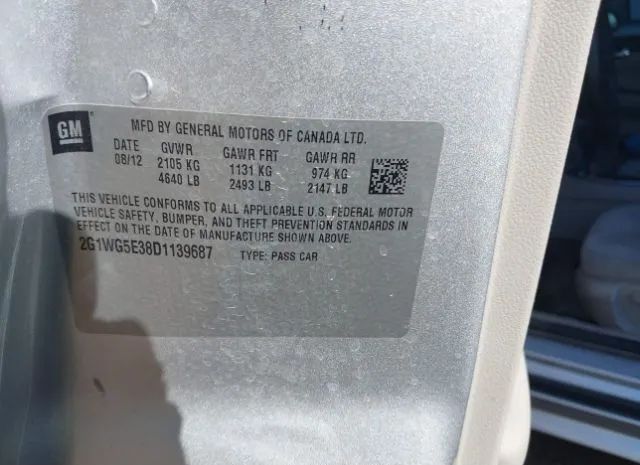 GM
MFD BY GENERAL MOTORS OF CANADA LTD.
DATE GVWR GAWR FRT GAWR RR
08/12 2105 KG 1131 KG 974 KG
4640 LB 2493 LB 2147 LB
THIS VEHICLE CONFORMS TO ALL APPLICABLE U.S. FEDERAL MOTOR
VEHICLE SAFETY, BUMPER, AND THEFT PREVENTION STANDARDS IN
EFFECT ON THE DATE OF MANUFACTURE SHOWN ABOVE.
2G1WG5E38D1139687 TYPE: PASS CAR